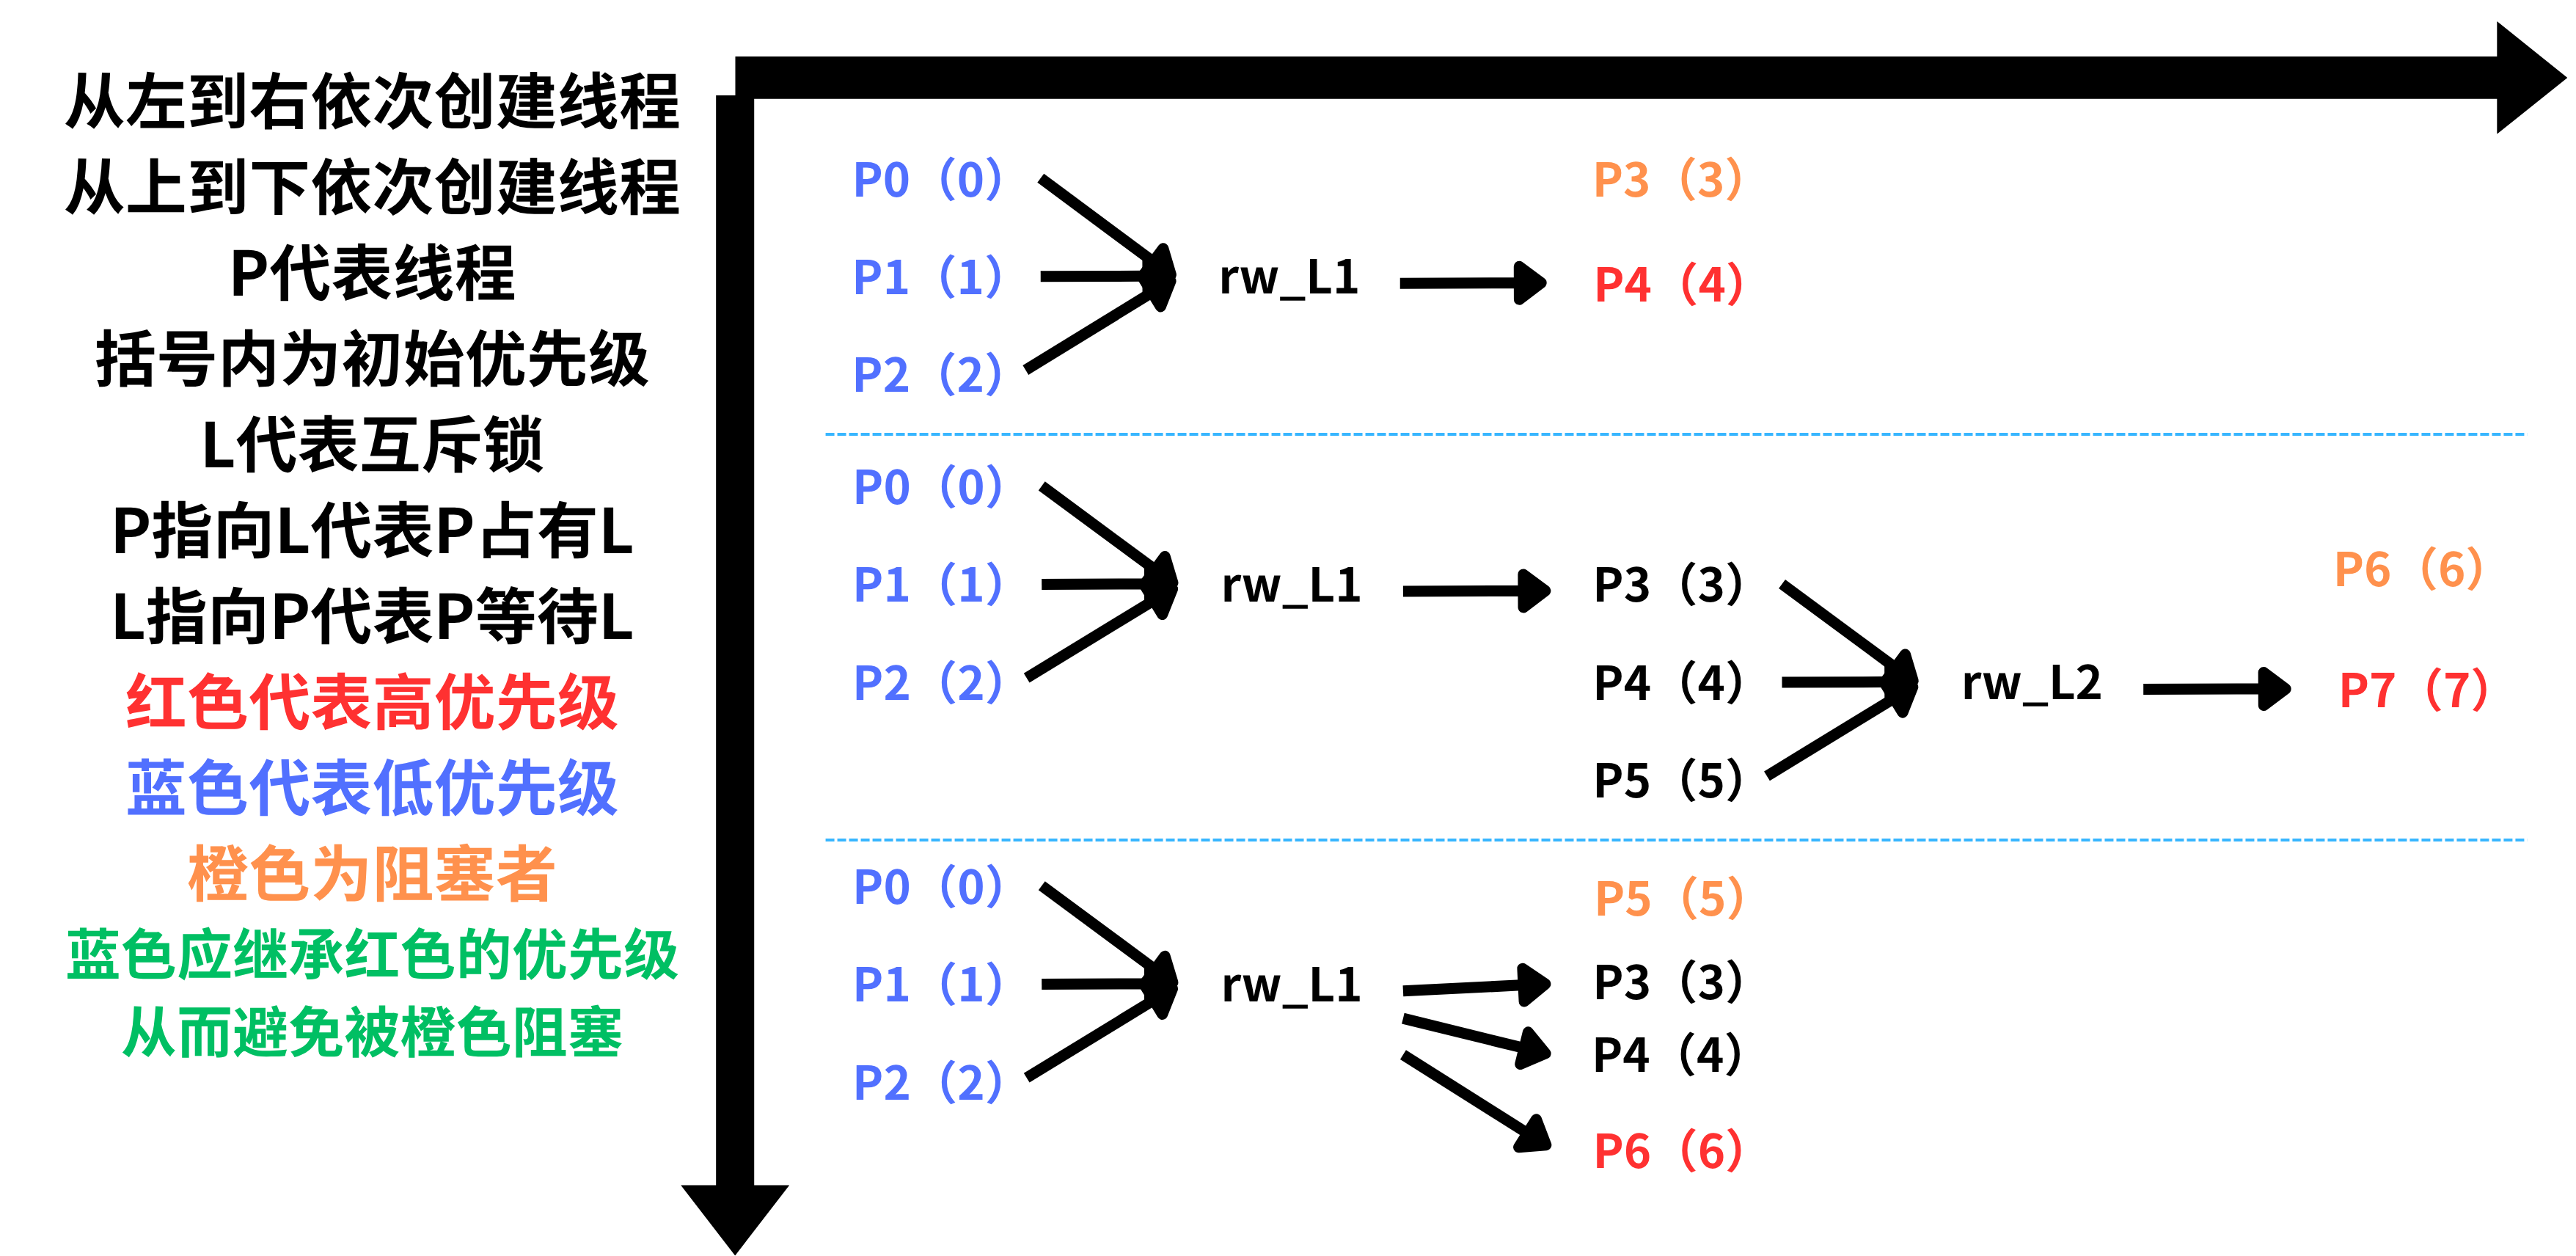 从左到右依次创建线程
从上到下依次创建线程
P代表线程
括号内为初始优先级
L代表互斥锁
P指向L代表P占有L
L指向P代表P等待L
红色代表高优先级
蓝色代表低优先级
橙色为阻塞者
蓝色应继承红色的优先级
从而避免被橙色阻塞
P0（0）
P1（1）
P2（2）
rw_L1
P3（3）
P4（4）
P0（0）
P1（1）
P2（2）
rw_L1
P3（3）
P4（4）
P5（5）
rw_L2
P6（6）
P7（7）
P0（0）
P1（1）
P2（2）
rw_L1
P5（5）
P3（3）
P4（4）
P6（6）